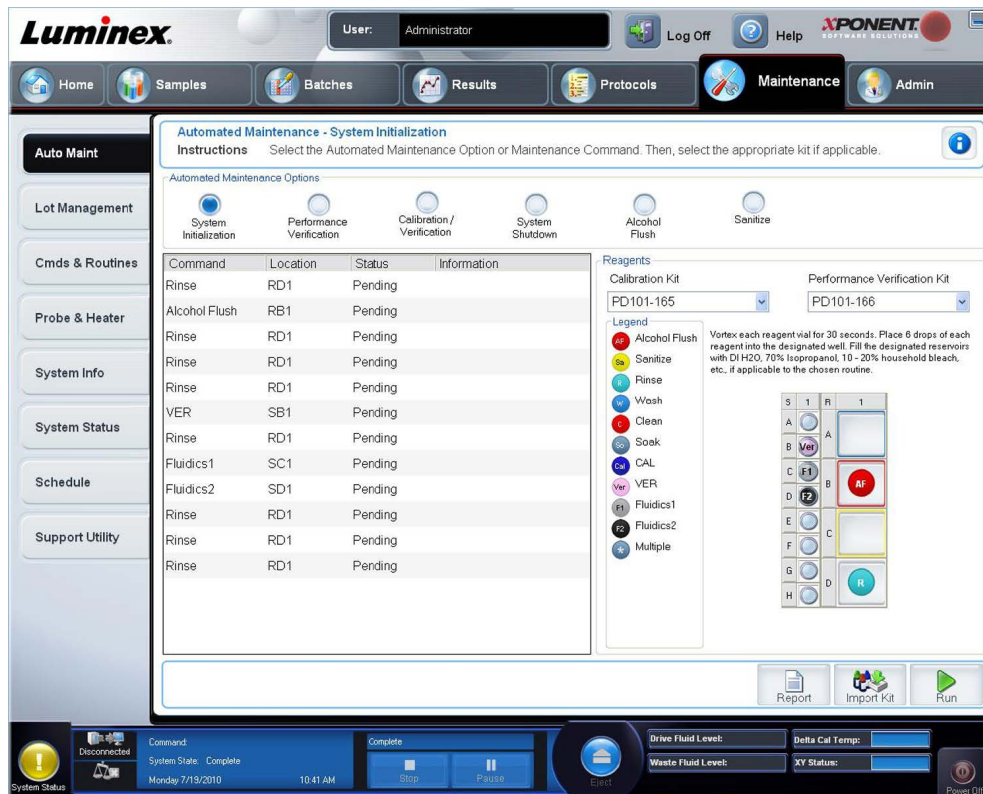 Luminex.
User: Administrator
Log Off
Help
XPONENT.
SOFTWARE SOLUTIONS
Home
Samples
Batches
Results
Protocols
Maintenance
Admin
Auto Maint
Lot Management
Cmds & Routines
Probe & Heater
System Info
System Status
Schedule
Support Utility
Automated Maintenance - System Initialization
Instructions Select the Automated Maintenance Option or Maintenance Command. Then, select the appropriate kit if applicable.
Automated Maintenance Options
System
Initialization
Performance
Verification
Calibration /
Verification
System
Shutdown
Alcohol
Flush
Sanitize
Command Location Status Information
Rinse RD1 Pending
Alcohol Flush RB1 Pending
Rinse RD1 Pending
Rinse RD1 Pending
Rinse RD1 Pending
VER SB1 Pending
Rinse RD1 Pending
Fluidics1 SC1 Pending
Fluidics2 SD1 Pending
Rinse RD1 Pending
Rinse RD1 Pending
Rinse RD1 Pending
Reagents
Calibration Kit
PD101-165
Performance Verification Kit
PD101-166
Legend
AF Alcohol Flush
Sa Sanitize
R Rinse
W Wash
C Clean
So Soak
Cal CAL
Ver VER
F1 Fluidics1
F2 Fluidics2
* Multiple
Vortex each reagent vial for 30 seconds. Place 6 drops of each
reagent into the designated well. Fill the designated reservoirs
with DI H2O, 70% Isopropanol, 10 - 20% household bleach,
etc., if applicable to the chosen routine.
S 1 R 1
A
B Ver
A
C F1
D F2
B AF
E
F
C
G
H
D R
Report
Import Kit
Run
System Status
Disconnected
Command:
System State: Complete
Monday 7/19/2010 10:41 AM
Complete
Stop
Pause
Eject
Drive Fluid Level:
Waste Fluid Level:
Delta Cal Temp:
XY Status:
Power Off